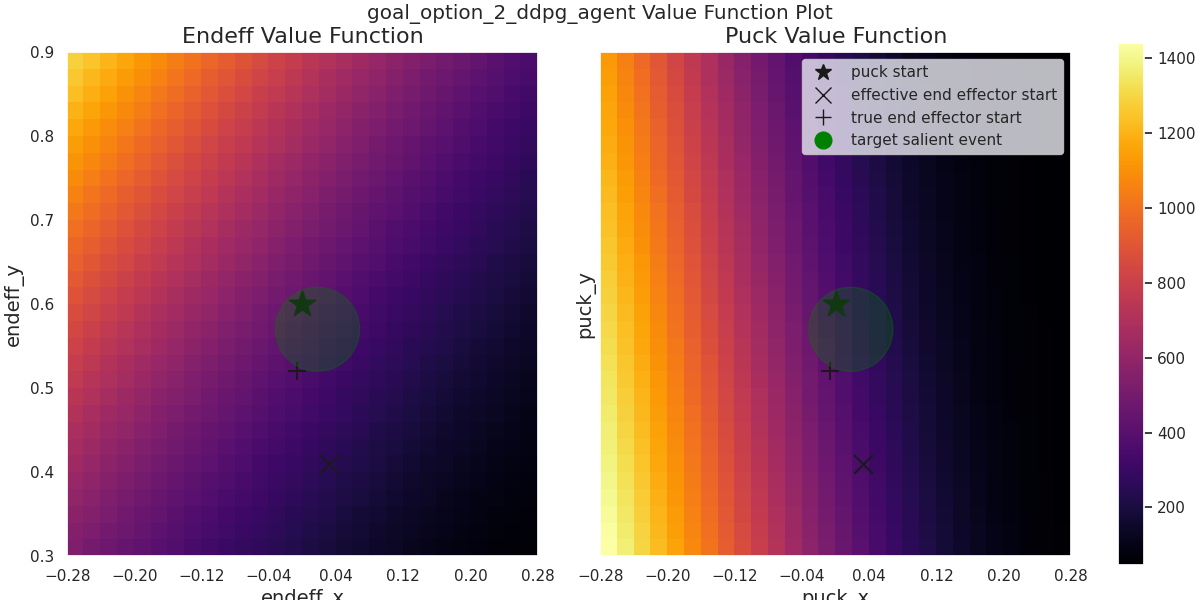 goal_option_2_ddpg_agent Value Function Plot
Endeff Value Function
endeff_y
0.9
0.8
0.7
0.6
0.5
0.4
0.3
−0.28 −0.20 −0.12 −0.04 0.04 0.12 0.20 0.28
endeff_x
Puck Value Function
puck_y
puck start
effective end effector start
true end effector start
target salient event
−0.28 −0.20 −0.12 −0.04 0.04 0.12 0.20 0.28
puck_x
1400
1200
1000
800
600
400
200